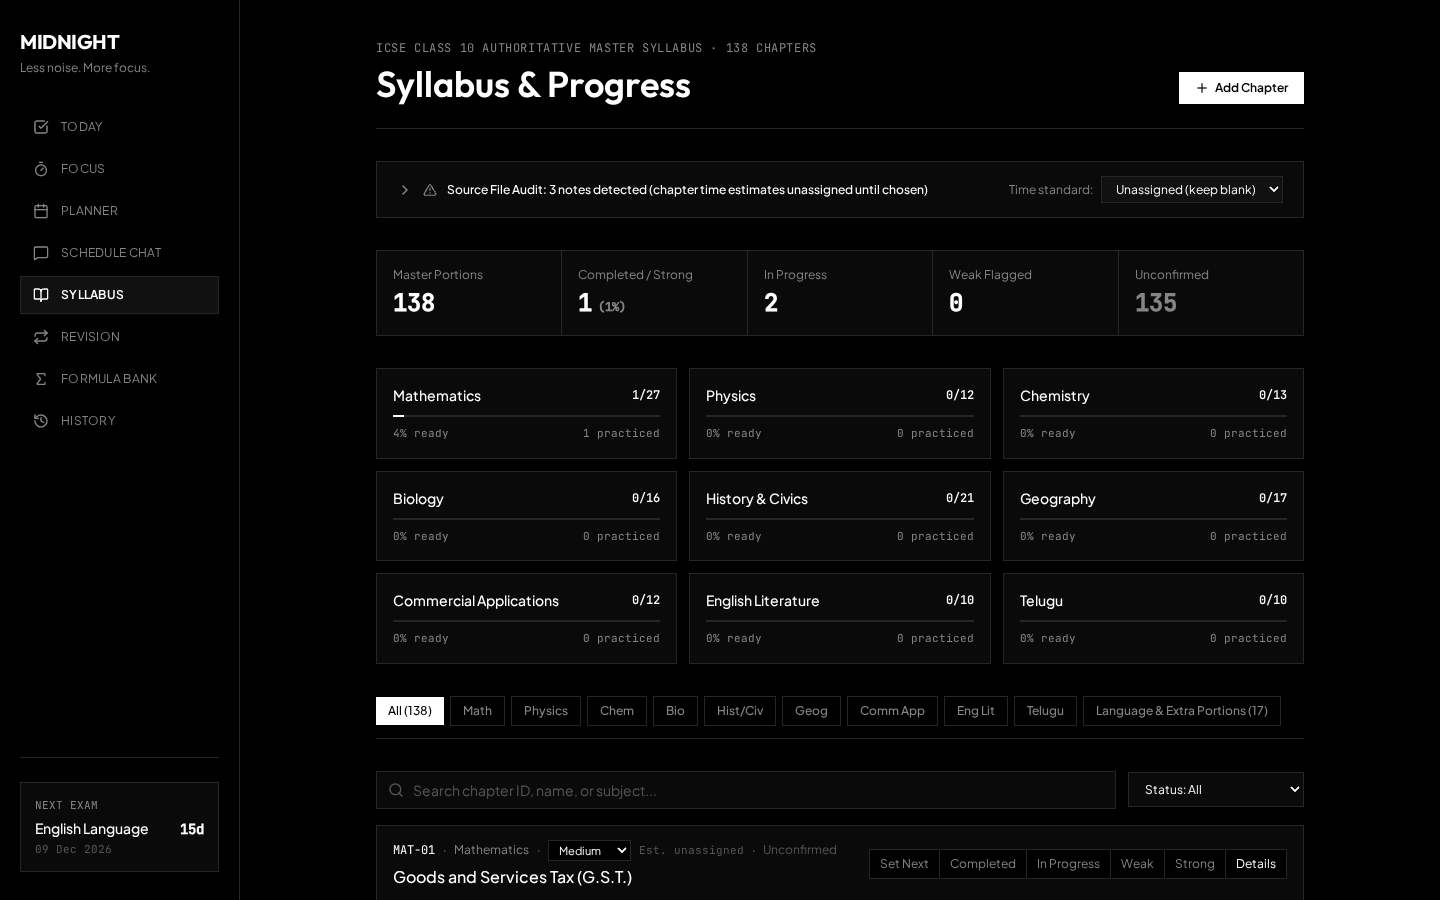 MIDNIGHT
Less noise. More focus.
TODAY
FOCUS
PLANNER
SCHEDULE CHAT
SYLLABUS
REVISION
FORMULA BANK
HISTORY
NEXT EXAM
English Language 15d
09 Dec 2026
ICSE CLASS 10 AUTHORITATIVE MASTER SYLLABUS · 138 CHAPTERS
Syllabus & Progress
+ Add Chapter
Source File Audit: 3 notes detected (chapter time estimates unassigned until chosen) Time standard: Unassigned (keep blank)
Master Portions Completed / Strong In Progress Weak Flagged Unconfirmed
138 1 (1%) 2 0 135
Mathematics 1/27 Physics 0/12 Chemistry 0/13
4% ready 1 practiced 0% ready 0 practiced 0% ready 0 practiced
Biology 0/16 History & Civics 0/21 Geography 0/17
0% ready 0 practiced 0% ready 0 practiced 0% ready 0 practiced
Commercial Applications 0/12 English Literature 0/10 Telugu 0/10
0% ready 0 practiced 0% ready 0 practiced 0% ready 0 practiced
All (138) Math Physics Chem Bio Hist/Civ Geog Comm App Eng Lit Telugu Language & Extra Portions (17)
Search chapter ID, name, or subject... Status: All
MAT-01 · Mathematics · Medium Est. unassigned · Unconfirmed
Goods and Services Tax (G.S.T.)
Set Next Completed In Progress Weak Strong Details